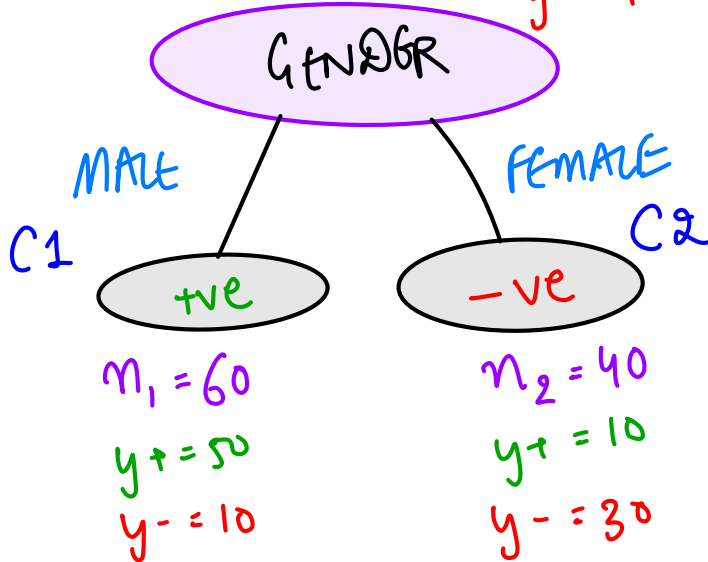 GENDER
MALE
FEMALE
C1
C2
+ve
-ve
n₁ = 60
n₂ = 40
y+ = 50
y+ = 10
y- = 10
y- = 30